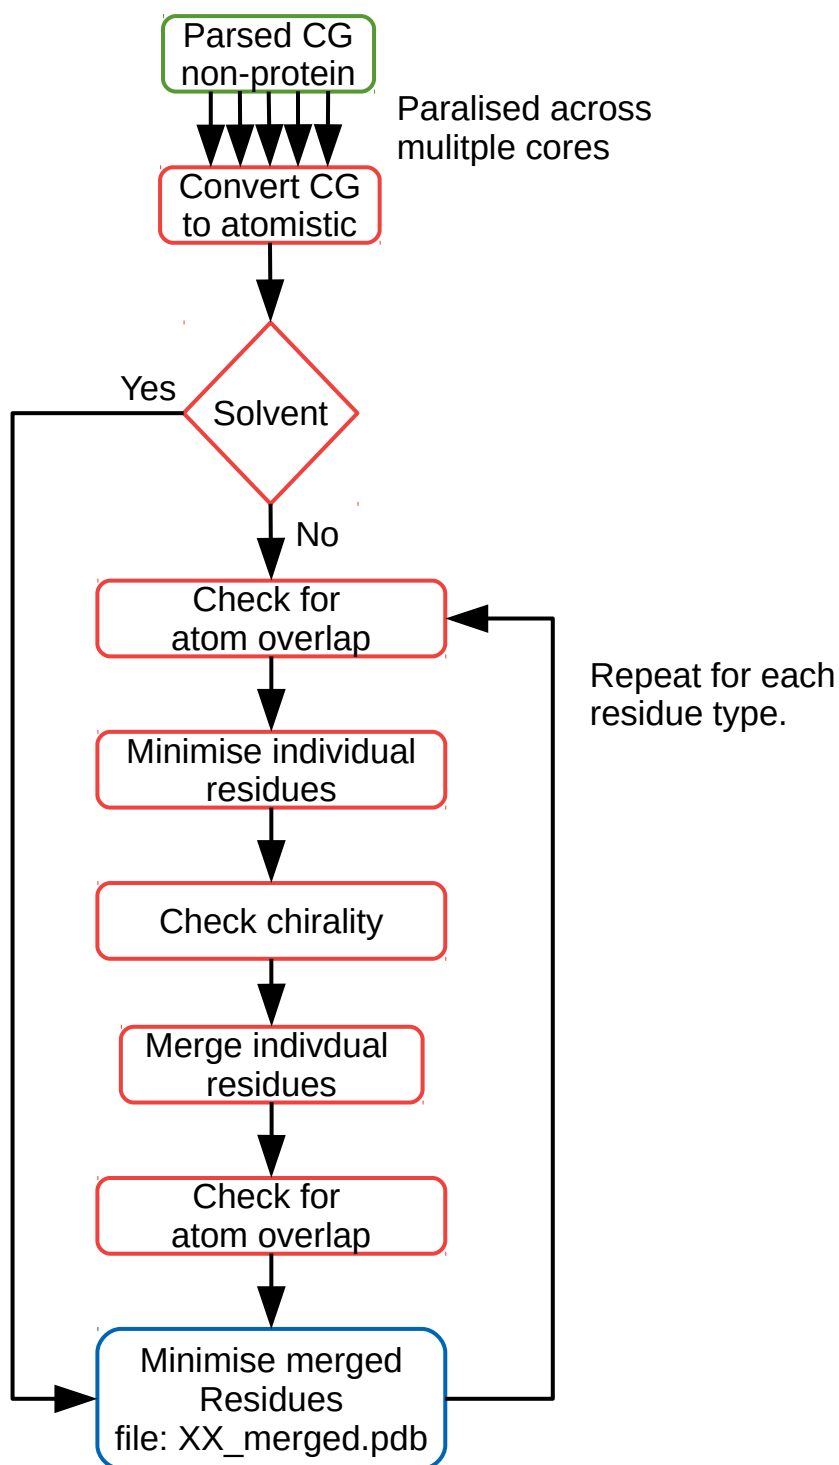 Parsed CG
non-protein
Paralised across
mulitple cores
Convert CG
to atomistic
Yes
Solvent
No
Check for
atom overlap
Repeat for each
residue type.
Minimise individual
residues
Check chirality
Merge indivdual
residues
Check for
atom overlap
Minimise merged
Residues
file: XX_merged.pdb